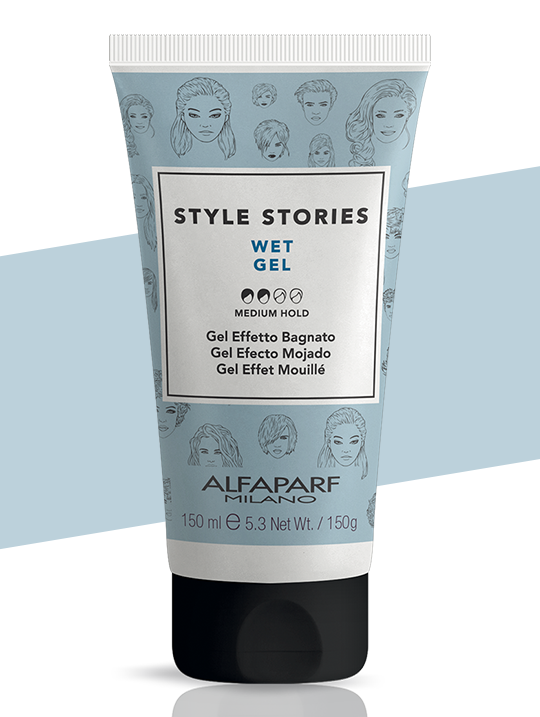 STYLE STORIES
WET
GEL
MEDIUM HOLD
Gel Effetto Bagnato
Gel Efecto Mojado
Gel Effet Mouillé
ALFAPARF
MILANO
150 ml ℮ 5.3 Net Wt. / 150g